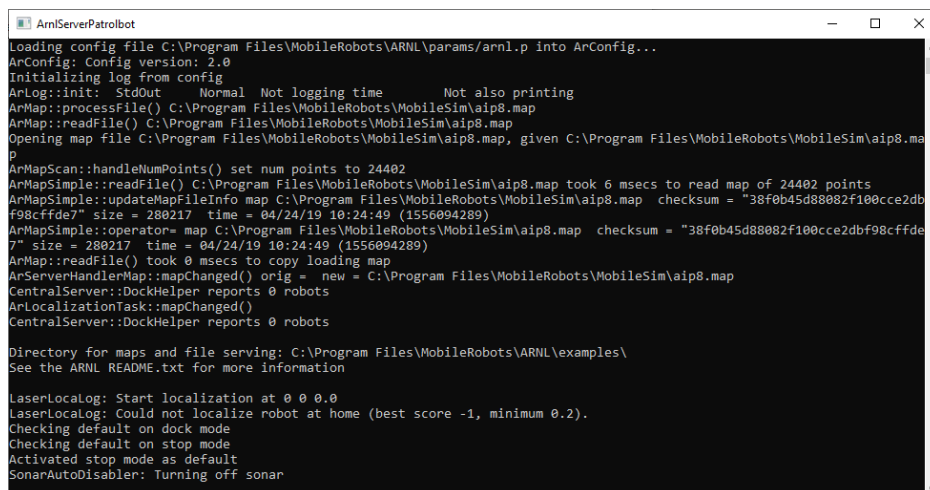 ArnlServerPatrolbot
Loading config file C:\Program Files\MobileRobots\ARNL\params/arnl.p into ArConfig...
ArConfig: Config version: 2.0
Initializing log from config
ArLog::init:  StdOut     Normal  Not logging time        Not also printing
ArMap::processFile() C:\Program Files\MobileRobots\MobileSim\aip8.map
ArMap::readFile() C:\Program Files\MobileRobots\MobileSim\aip8.map
Opening map file C:\Program Files\MobileRobots\MobileSim\aip8.map, given C:\Program Files\MobileRobots\MobileSim\aip8.ma
p
ArMapScan::handleNumPoints() set num points to 24402
ArMapSimple::readFile() C:\Program Files\MobileRobots\MobileSim\aip8.map took 6 msecs to read map of 24402 points
ArMapSimple::updateMapFileInfo map C:\Program Files\MobileRobots\MobileSim\aip8.map  checksum = "38f0b45d88082f100cce2db
f98cffde7" size = 280217  time = 04/24/19 10:24:49 (1556094289)
ArMapSimple::operator= map C:\Program Files\MobileRobots\MobileSim\aip8.map  checksum = "38f0b45d88082f100cce2dbf98cffde
7" size = 280217  time = 04/24/19 10:24:49 (1556094289)
ArMap::readFile() took 0 msecs to copy loading map
ArServerHandlerMap::mapChanged() orig =  new = C:\Program Files\MobileRobots\MobileSim\aip8.map
CentralServer::DockHelper reports 0 robots
ArLocalizationTask::mapChanged()
CentralServer::DockHelper reports 0 robots
Directory for maps and file serving: C:\Program Files\MobileRobots\ARNL\examples\
See the ARNL README.txt for more information
LaserLocaLog: Start localization at 0 0 0.0
LaserLocaLog: Could not localize robot at home (best score -1, minimum 0.2).
Checking default on dock mode
Checking default on stop mode
Activated stop mode as default
SonarAutoDisabler: Turning off sonar